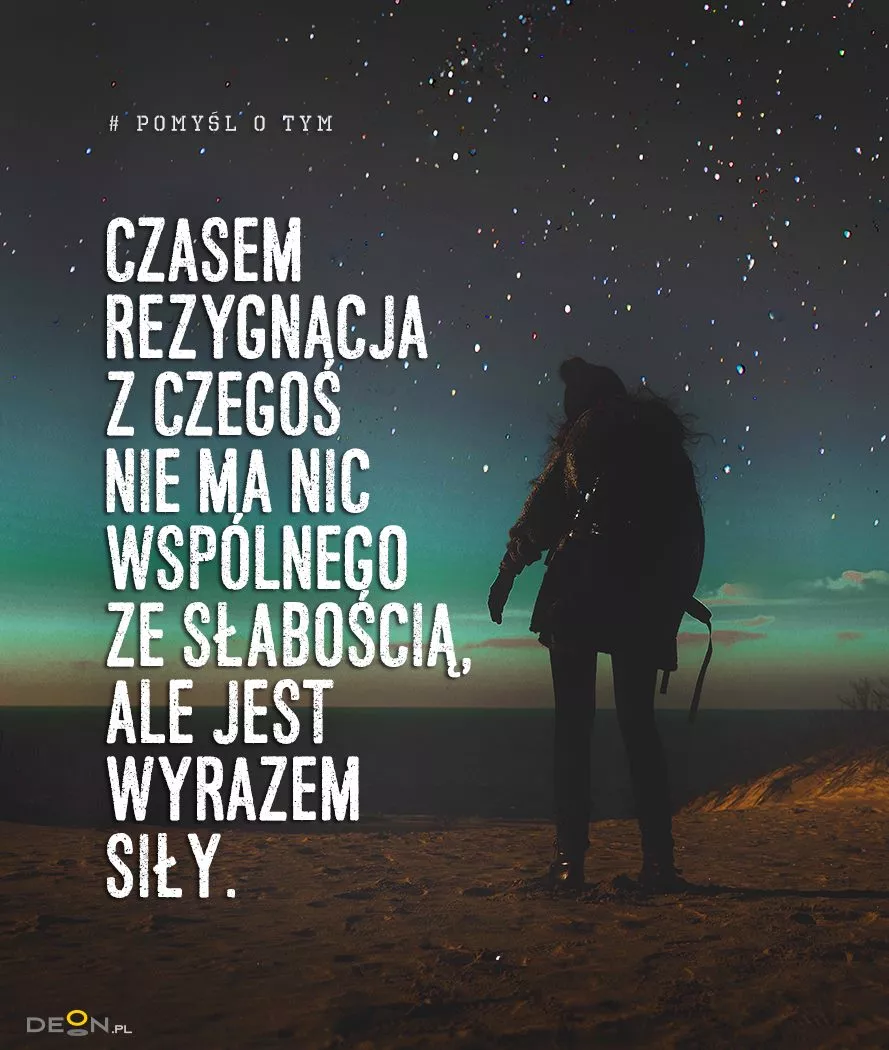 # POMYŚL O TYM
CZASEM
REZYGNACJA
Z CZEGOŚ
NIE MA NIC
WSPÓLNEGO
ZE SŁABOŚCIĄ,
ALE JEST
WYRAZEM
SIŁY.
DEON.PL